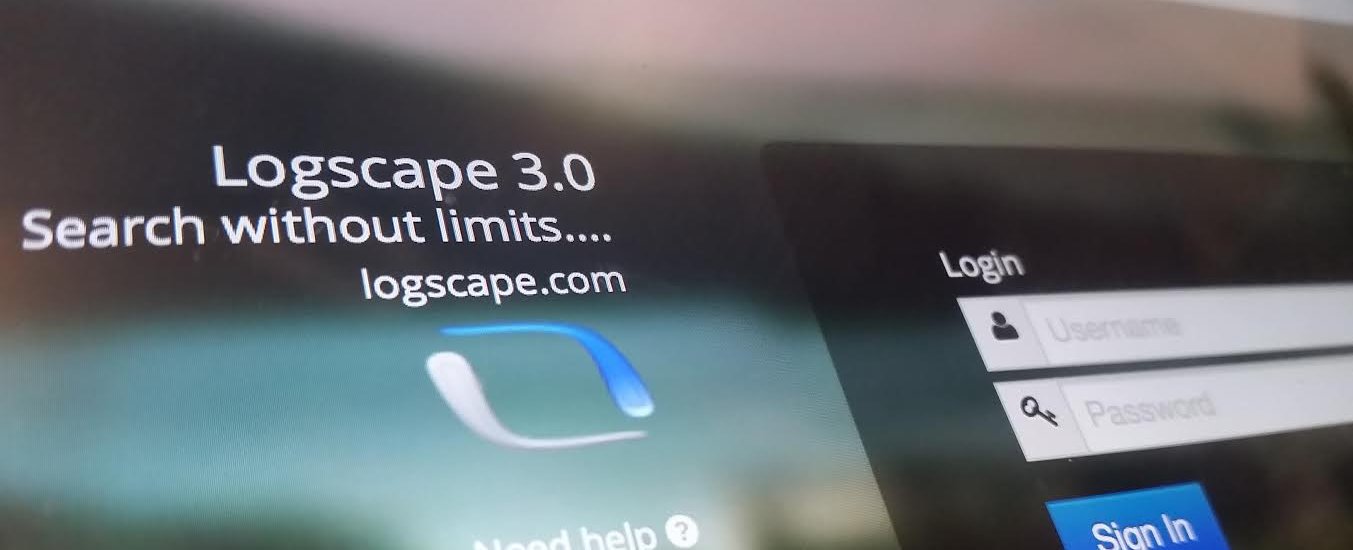 Logscape 3.0
Search without limits....
logscape.com
Need help ?
Login
Username
Password
Sign In